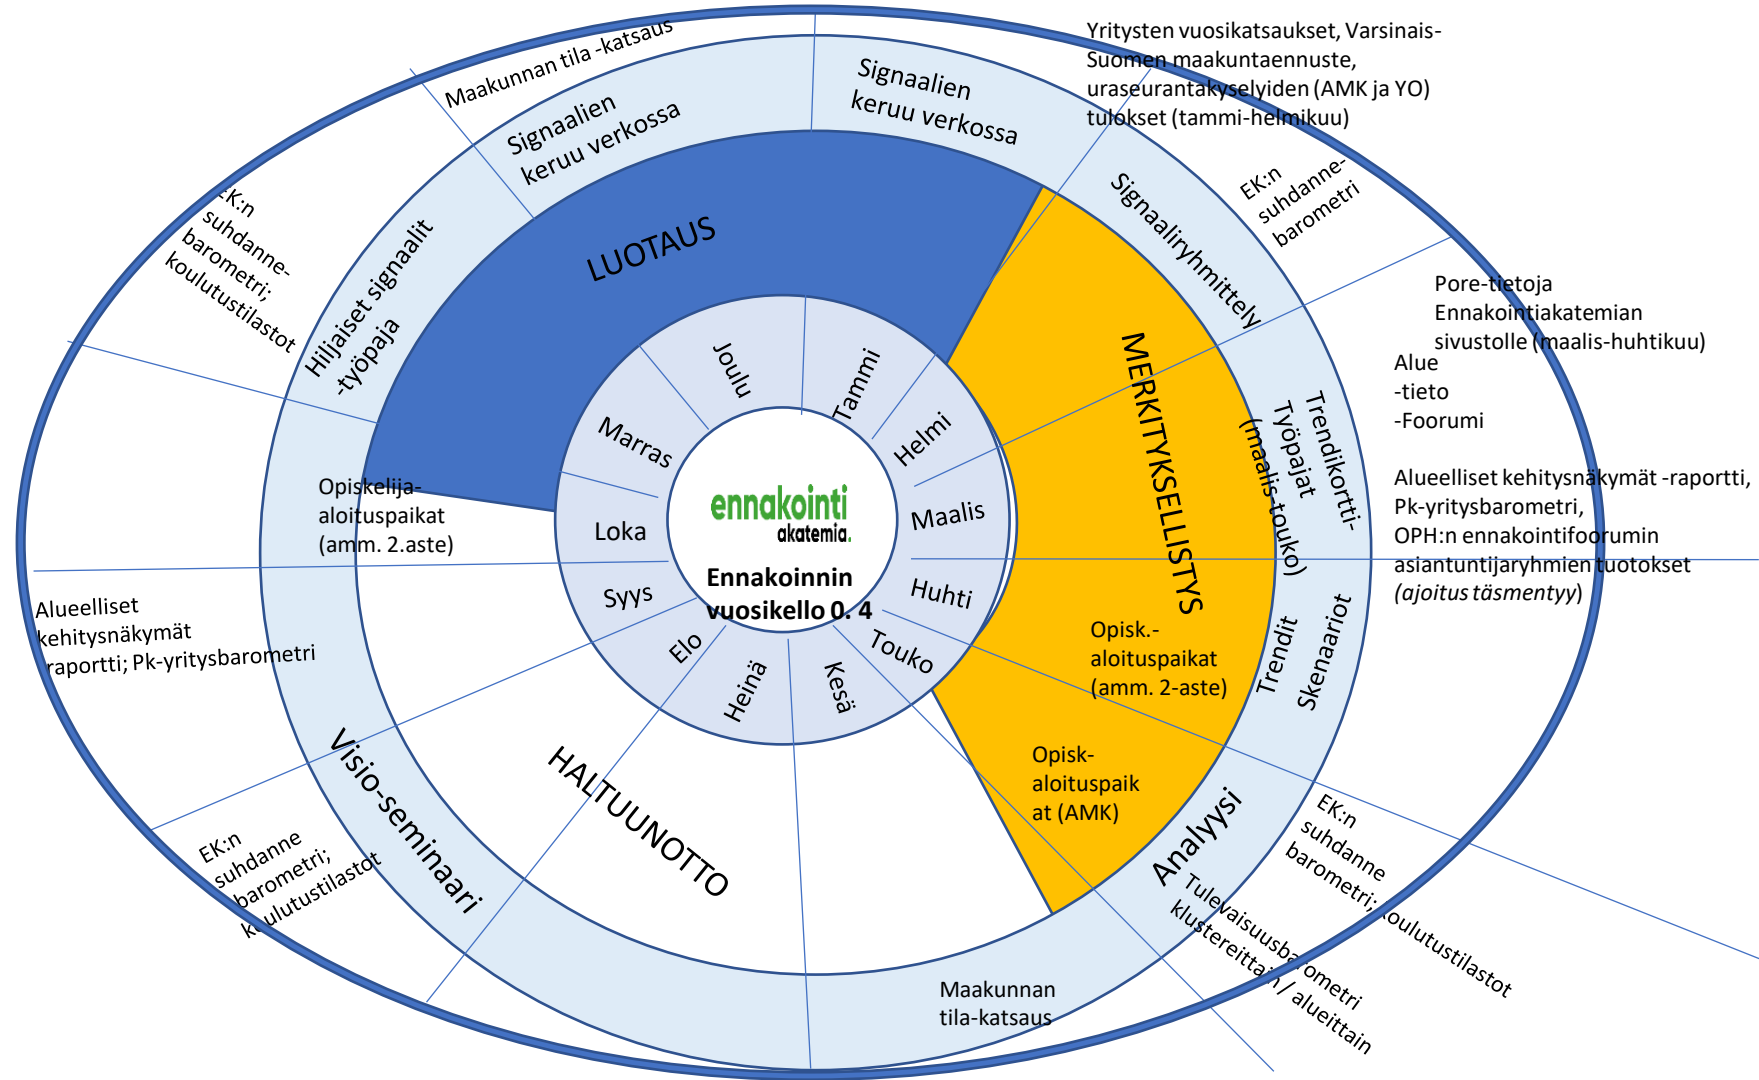 Maakunnan tila -katsaus
Signaalien
keruu verkossa
Signaalien
keruu verkossa
Yritysten vuosikatsaukset, Varsinais-
Suomen maakuntaennuste,
uraseurantakyselyiden (AMK ja YO)
tulokset (tammi-helmikuu)
EK:n
suhdanne-
barometri
Signaaliryhmittely
EK:n
suhdanne-
barometri;
koulutustilastot
Hiljaiset signaalit
-työpaja
LUOTAUS
MERKITYKSELLISTYS
Pore-tietoja
Ennakointiakatemian
sivustolle (maalis-huhtikuu)
Alue
-tieto
-Foorumi
Trendikortti-
Työpajat
(maalis-touko)
Alueelliset kehitysnäkymät -raportti,
Pk-yritysbarometri,
OPH:n ennakointifoorumin
asiantuntijaryhmien tuotokset
(ajoitus täsmentyy)
Joulu
Tammi
Helmi
Maalis
Huhti
Touko
Kesä
Heinä
Elo
Syys
Loka
Marras
ennakointi
akatemia.
Ennakoinnin
vuosikello 0. 4
Opiskelija-
aloituspaikat
(amm. 2.aste)
Alueelliset
kehitysnäkymät
raportti; Pk-yritysbarometri
Opisk.-
aloituspaikat
(amm. 2-aste)
Trendit
Skenaariot
Opisk-
aloituspaik
at (AMK)
HALTUUNOTTO
Visio-seminaari
EK:n
suhdanne
barometri;
koulutustilastot
Analyysi
EK:n
suhdanne
barometri; koulutustilastot
Tulevaisuusbarometri
klustereittain / alueittain
Maakunnan
tila-katsaus